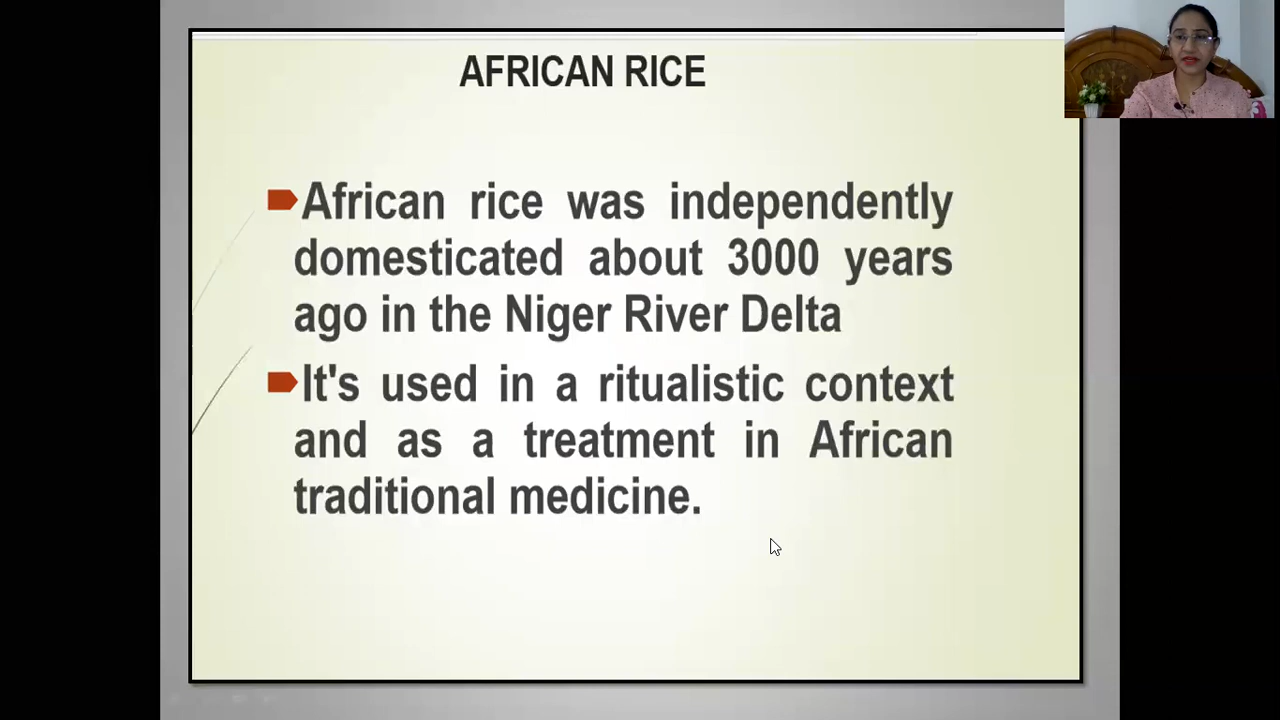 AFRICAN RICE
African rice was independently
domesticated about 3000 years
ago in the Niger River Delta
It's used in a ritualistic context
and as a treatment in African
traditional medicine.